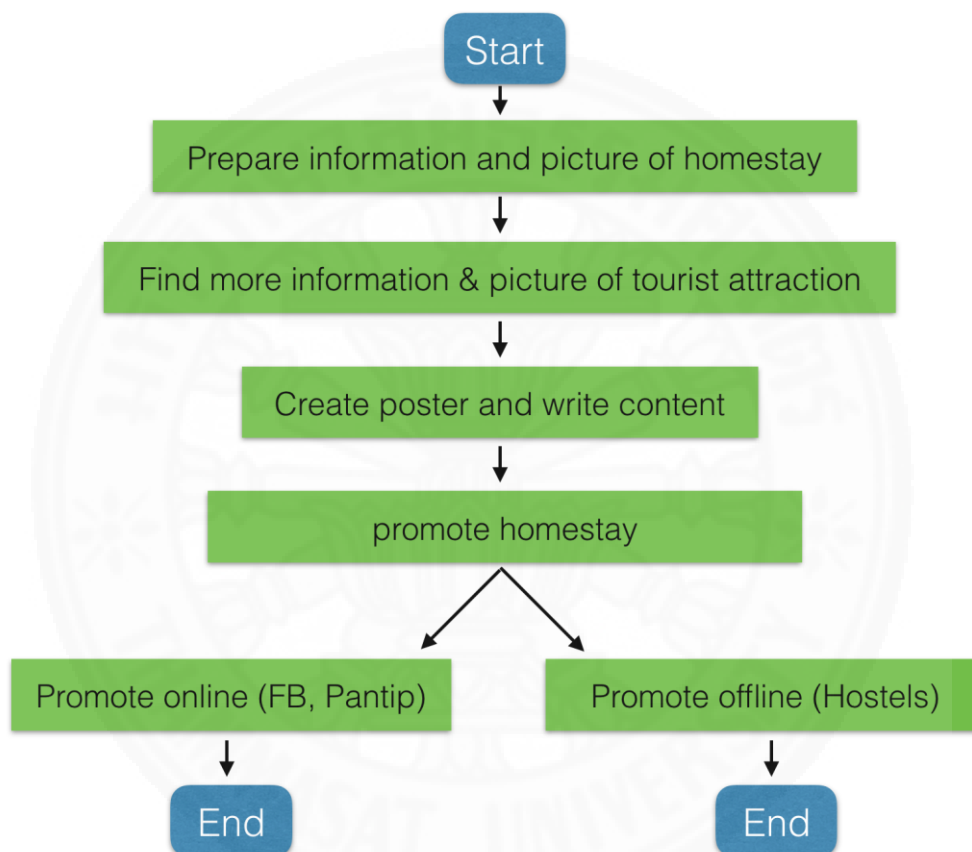 Start
Prepare information and picture of homestay
Find more information & picture of tourist attraction
Create poster and write content
promote homestay
Promote online (FB, Pantip)
Promote offline (Hostels)
End
End